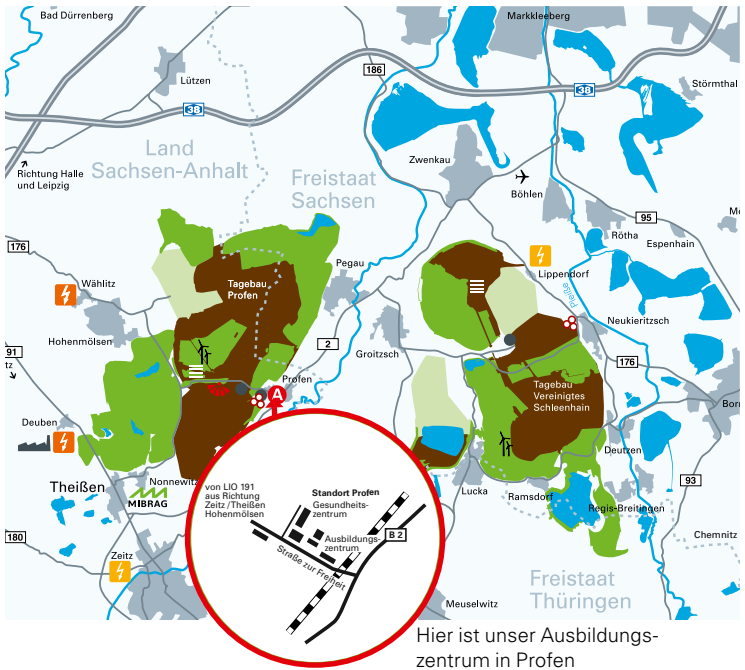 Bad Dürrenberg
Markkleeberg
Lützen
186
38
38
Störmthal
Land
Sachsen-Anhalt
Freistaat
Sachsen
Richtung Halle
und Leipzig
Zwenkau
Böhlen
95
Rötha
Espenhain
176
Tagebau
Profen
Pegau
Lippendorf
Pleiße
Wählitz
Neukieritzsch
Hohenmölsen
2
Groitzsch
91
176
Profen
A
Tagebau
Vereinigtes
Schleenhain
Bor
Deuben
Deutzen
Nonnewitz
Theißen
MIBRAG
93
Lucka
Ramsdorf
Regis-Breitingen
von LIO 191
aus Richtung
Zeitz /Theißen
Hohenmölsen
Standort Profen
Gesundheits-
zentrum
Ausbildungs-
zentrum
B 2
Straße zur Freiheit
180
Zeitz
Chemnitz
Freistaat
Thüringen
Meuselwitz
Hier ist unser Ausbildungs-
zentrum in Profen